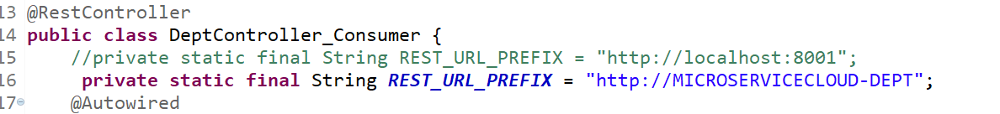 13 @RestController
14 public class DeptController_Consumer {
15     //private static final String REST_URL_PREFIX = "http://localhost:8001";
16      private static final String REST_URL_PREFIX = "http://MICROSERVICECLOUD-DEPT";
17     @Autowired